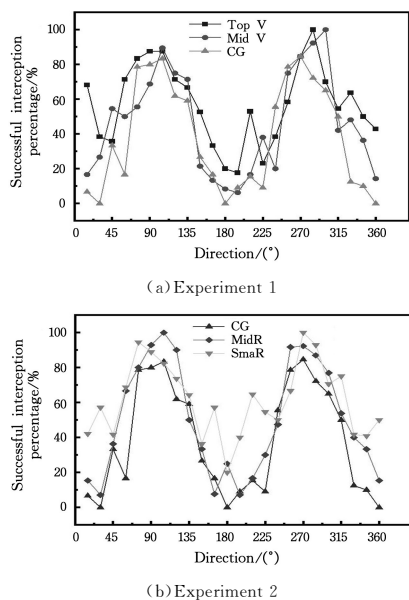 Successful interception
percentage/%
100
80
60
40
20
0
Top V
Mid V
CG
0 45 90 135 180 225 270 315 360
Direction/(°)
(a)Experiment 1
Successful interception
percentage/%
100
80
60
40
20
0
CG
MidR
SmaR
0 45 90 135 180 225 270 315 360
Direction/(°)
(b)Experiment 2